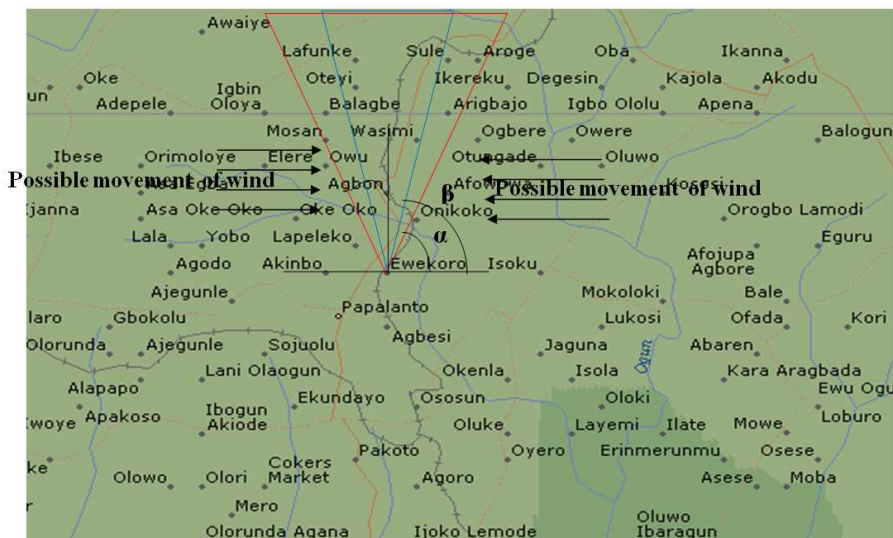 Awaiye
Lafunke Sule Aroge Oba Ikanna
Oke Igbin Oteyi Ikereku Degesin Kajola Akodu
un Adepele Oloya Balagbe Arigbajo Igbo Ololu Apena
Mosan Wasimi Ogbere Owere Balogun
Ibese Orimoloye Elere Owu Otungade Oluwo
Possible movement of wind Agbon β Possible movement of wind
Ijanna Asa Oke Oko Oke Oko Onikoko Orogbo Lamodi
Lala Yobo Lapeleko α Afojupa Eguru
Agodo Akinbo Ewekoro Isoku Agbore
Ajegunle Mokoloki Bale
laro Gbokolu Papalanto Lukosi Ofada Kori
Olorunda Ajegunle Sojuolu Agbesi Jaguna Ogun Abaren
Alapapo Lani Olaogun Okenla Isola Kara Aragbada
Ewu Ogu
Iwoye Apakoso Ibogun Ekundayo Ososun Oloki Loburo
Akiode Oluke Layemi Ilate Mowe
ke Cokers Pakoto Oyero Erinmerunmu Osese
Olowo Olori Market Agoro Asese Moba
r Mero Oluwo
Olorunda Agana Ijoko Lemode Ibaragun